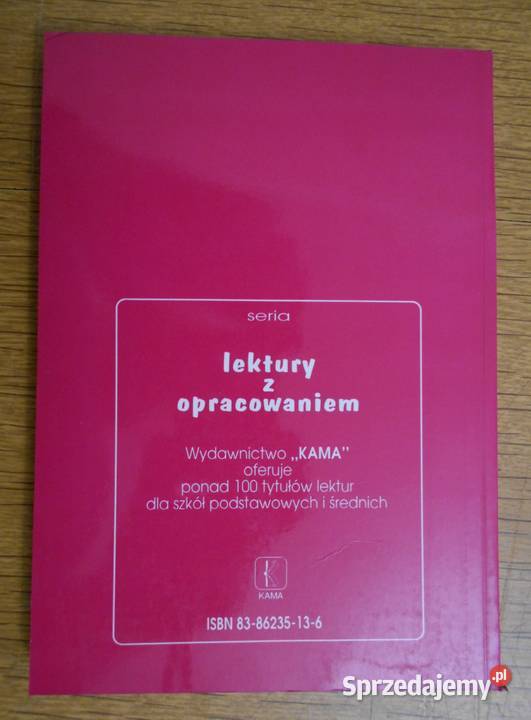 seria
lektury
z
opracowaniem
Wydawnictwo „KAMA”
oferuje
ponad 100 tytułów lektur
dla szkół podstawowych i średnich
K
KAMA
ISBN 83-86235-13-6
Sprzedajemy.pl